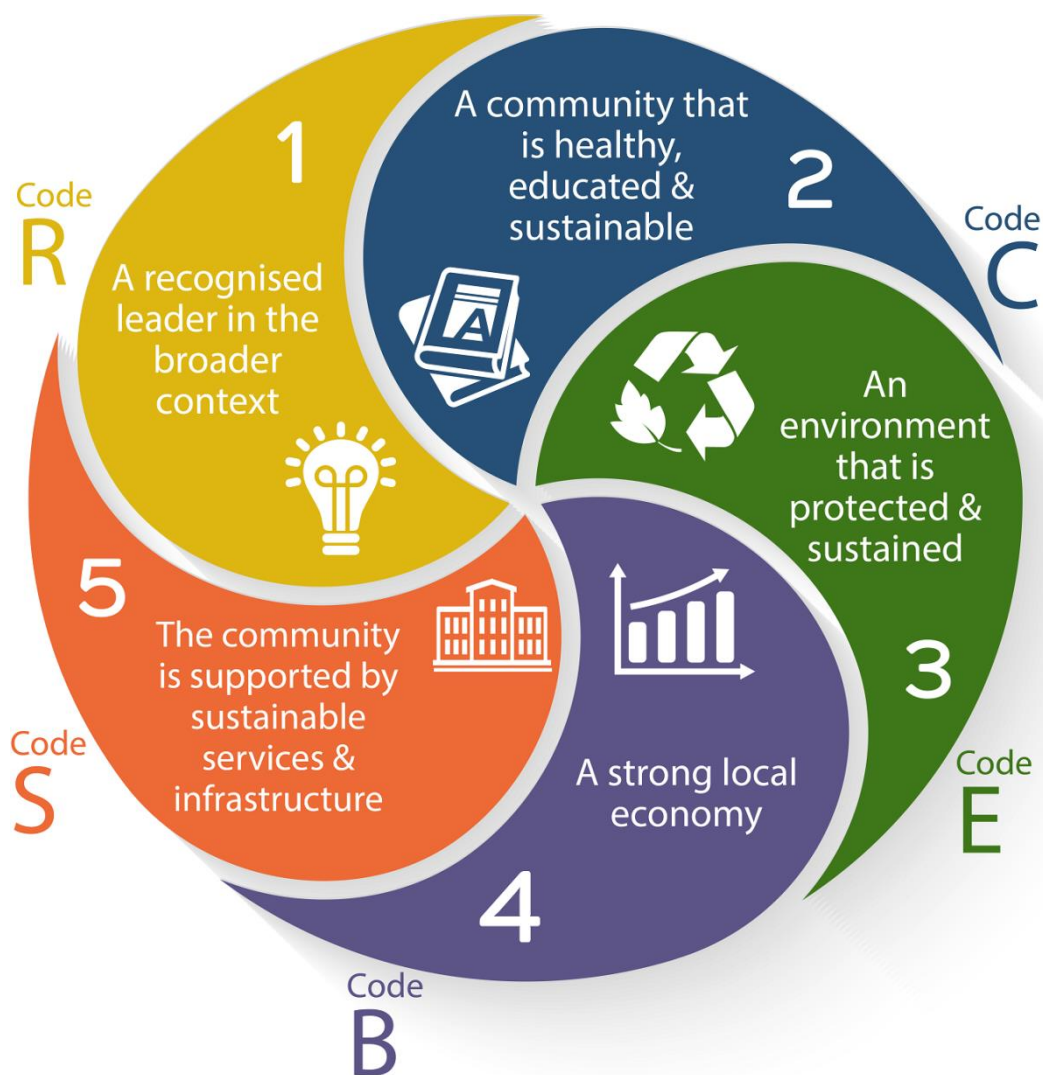 Code
R
1
A recognised
leader in the
broader
context
A community that
is healthy,
educated &
sustainable
2
A
Code
C
An
environment
that is
protected &
sustained
3
Code
E
A strong local
economy
4
Code
B
5
The community
is supported by
sustainable
services &
infrastructure
Code
S